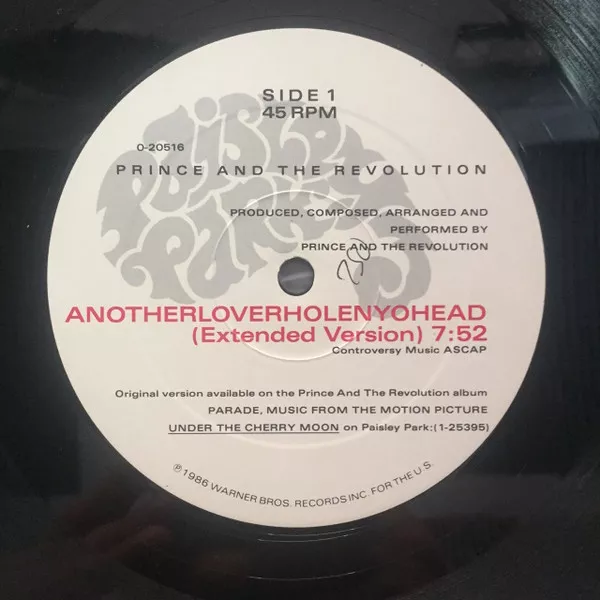 PAISLEY
PARK
SIDE 1
45 RPM
0-20516
PRINCE AND THE REVOLUTION
PRODUCED, COMPOSED, ARRANGED AND
PERFORMED BY
PRINCE AND THE REVOLUTION
250
ANOTHERLOVERHOLENYOHEAD
(Extended Version) 7:52
Controversy Music ASCAP
Original version available on the Prince And The Revolution album
PARADE, MUSIC FROM THE MOTION PICTURE
UNDER THE CHERRY MOON on Paisley Park:(1-25395)
℗1986 WARNER BROS. RECORDS INC. FOR THE U.S.